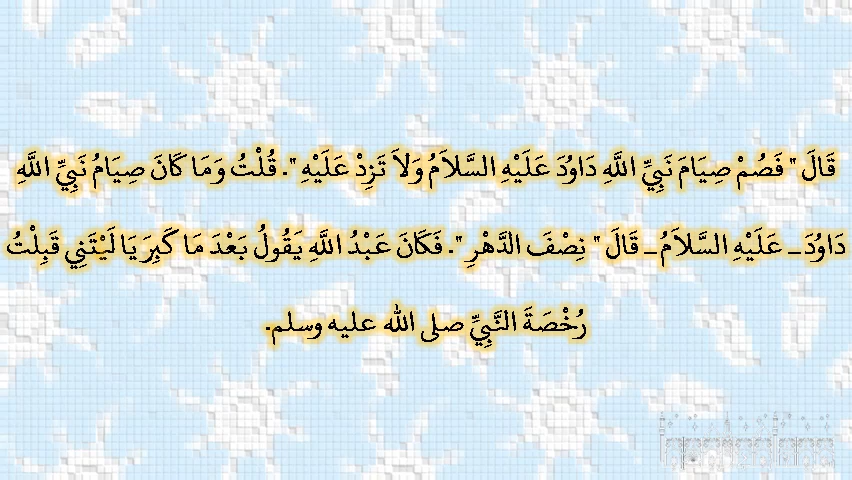 قَالَ " فَصُمْ صِيَامَ نَبِيِّ اللَّهِ دَاوُدَ عَلَيْهِ السَّلاَمُ وَلاَ تَزِدْ عَلَيْهِ ". قُلْتُ وَمَا كَانَ صِيَامُ نَبِيِّ اللَّهِ
دَاوُدَ ـ عَلَيْهِ السَّلاَمُ ـ قَالَ " نِصْفَ الدَّهْرِ ". فَكَانَ عَبْدُ اللَّهِ يَقُولُ بَعْدَ مَا كَبِرَ يَا لَيْتَنِي قَبِلْتُ
رُخْصَةَ النَّبِيِّ صلى الله عليه وسلم.